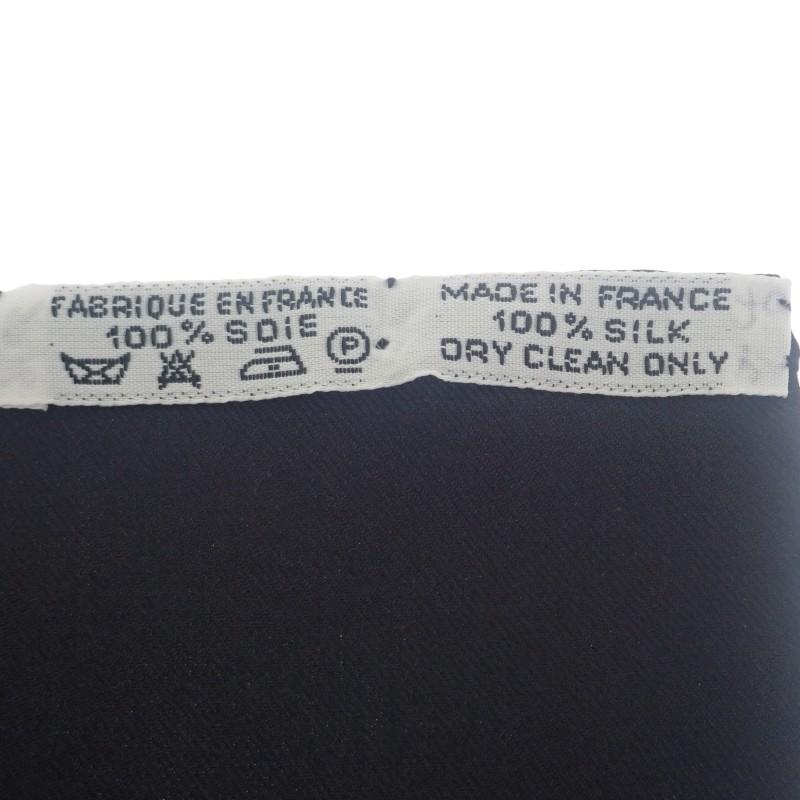 FABRIQUE EN FRANCE
100% SOIE
P
MADE IN FRANCE
100% SILK
DRY CLEAN ONLY